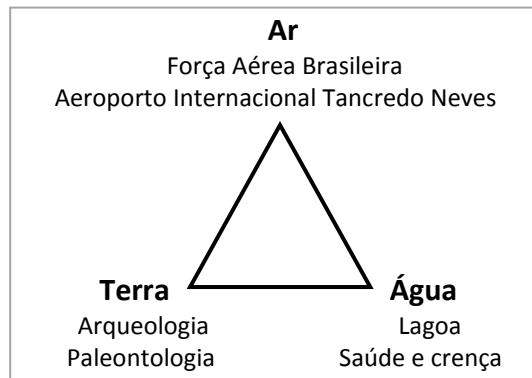 Ar
Força Aérea Brasileira
Aeroporto Internacional Tancredo Neves
Terra
Arqueologia
Paleontologia
Água
Lagoa
Saúde e crença